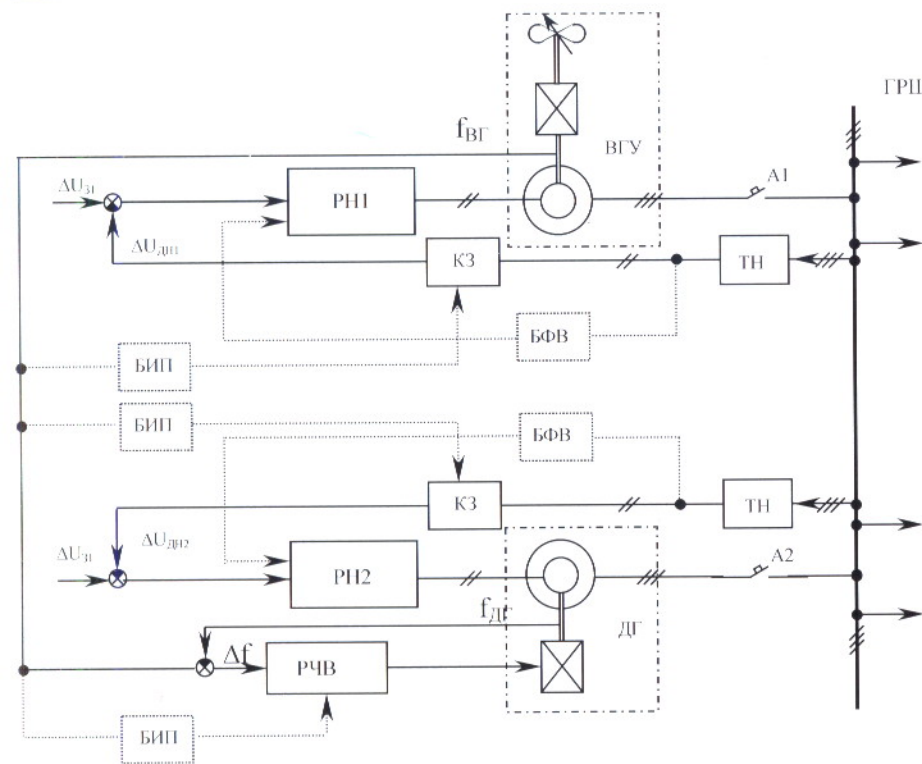 ГРЩ
f_ВГ
ВГУ
ΔU_З1
РН1
А1
ΔU_ДН1
КЗ
ТН
БФВ
БИП
БИП
БФВ
КЗ
ТН
ΔU_ДН2
ΔU_З1
РН2
А2
f_ДГ
ДГ
Δf
РЧВ
БИП